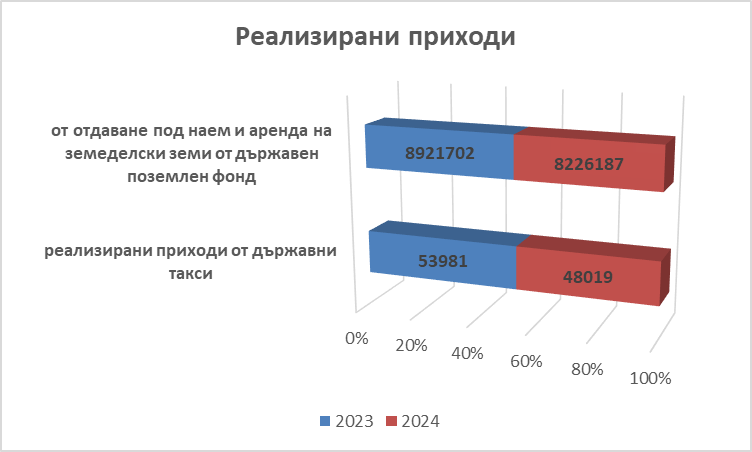 Реализирани приходи
от отдаване под наем и аренда на
земеделски земи от държавен
поземлен фонд
8921702
8226187
реализирани приходи от държавни
такси
53981
48019
0%
20%
40%
60%
80%
100%
2023
2024